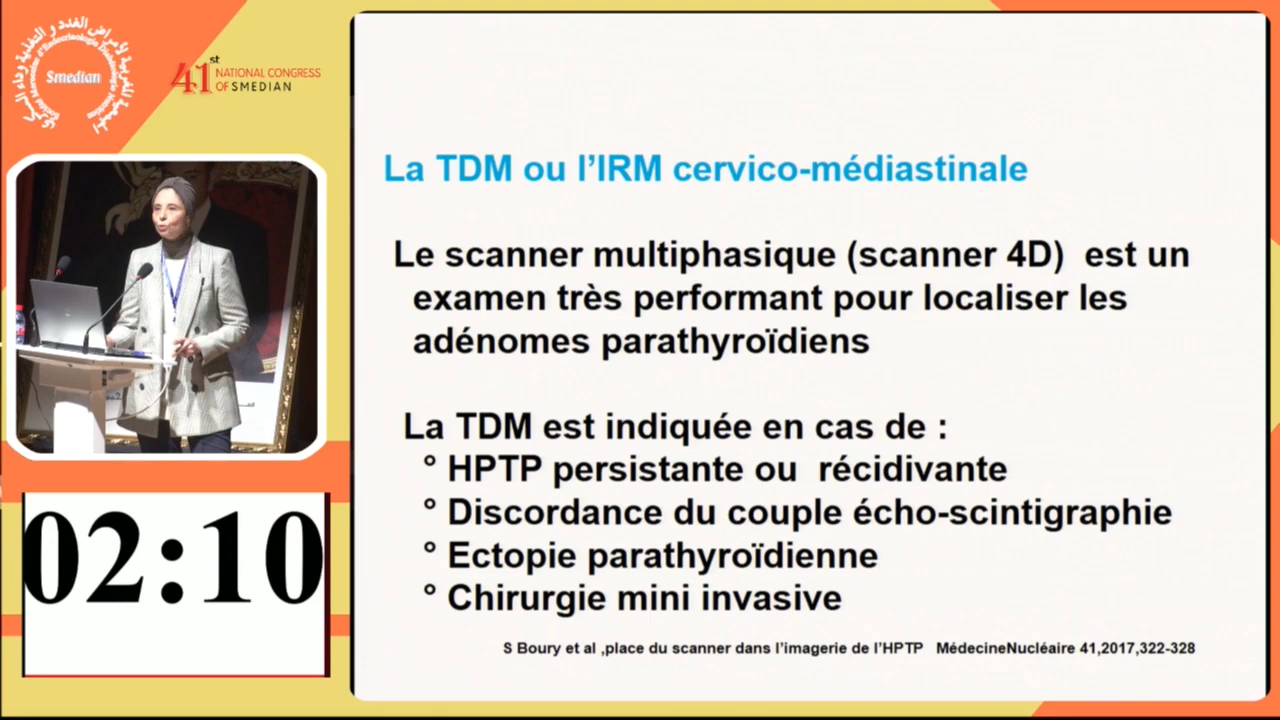 Smedian
41st
NATIONAL CONGRESS
OF SMEDIAN
02:10
La TDM ou l’IRM cervico-médiastinale
Le scanner multiphasique (scanner 4D) est un
examen très performant pour localiser les
adénomes parathyroïdiens
La TDM est indiquée en cas de :
° HPTP persistante ou récidivante
° Discordance du couple écho-scintigraphie
° Ectopie parathyroïdienne
° Chirurgie mini invasive
S Boury et al ,place du scanner dans l’imagerie de l’HPTP MédecineNucléaire 41,2017,322-328